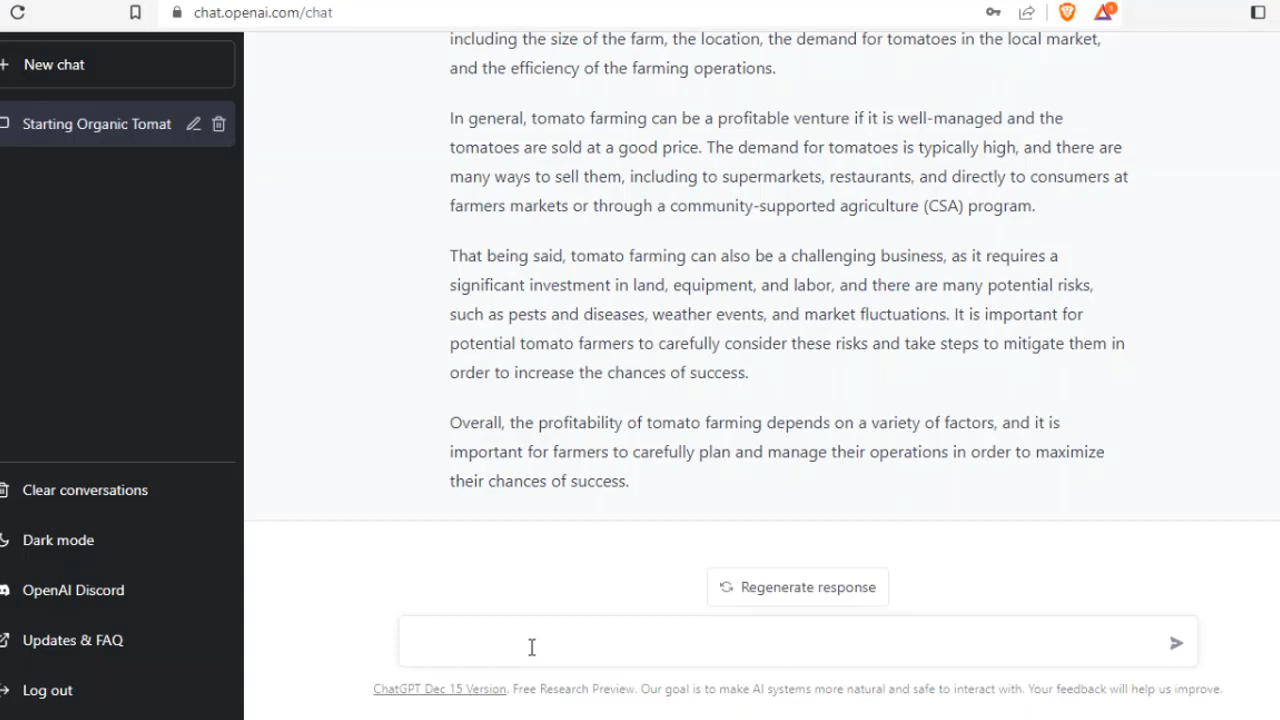 chat.openai.com/chat
1
New chat
Starting Organic Tomat
including the size of the farm, the location, the demand for tomatoes in the local market,
and the efficiency of the farming operations.
In general, tomato farming can be a profitable venture if it is well-managed and the
tomatoes are sold at a good price. The demand for tomatoes is typically high, and there are
many ways to sell them, including to supermarkets, restaurants, and directly to consumers at
farmers markets or through a community-supported agriculture (CSA) program.
That being said, tomato farming can also be a challenging business, as it requires a
significant investment in land, equipment, and labor, and there are many potential risks,
such as pests and diseases, weather events, and market fluctuations. It is important for
potential tomato farmers to carefully consider these risks and take steps to mitigate them in
order to increase the chances of success.
Overall, the profitability of tomato farming depends on a variety of factors, and it is
important for farmers to carefully plan and manage their operations in order to maximize
their chances of success.
Clear conversations
Dark mode
OpenAI Discord
Updates & FAQ
Log out
Regenerate response
ChatGPT Dec 15 Version. Free Research Preview. Our goal is to make AI systems more natural and safe to interact with. Your feedback will help us improve.